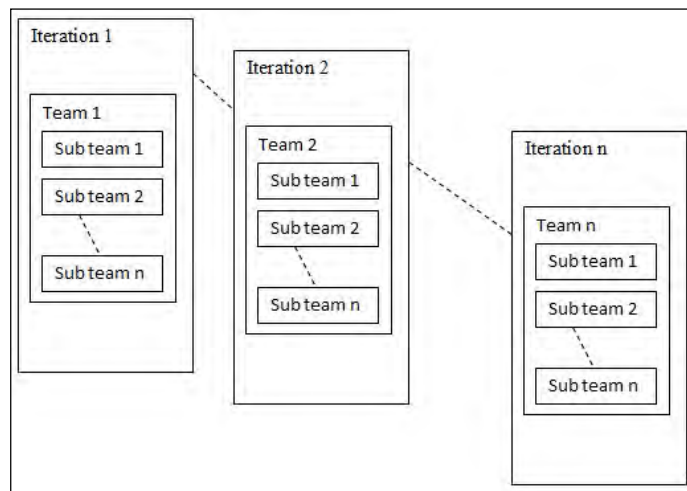 Iteration 1
Team 1
Sub team 1
Sub team 2
Sub team n
Iteration 2
Team 2
Sub team 1
Sub team 2
Sub team n
Iteration n
Team n
Sub team 1
Sub team 2
Sub team n